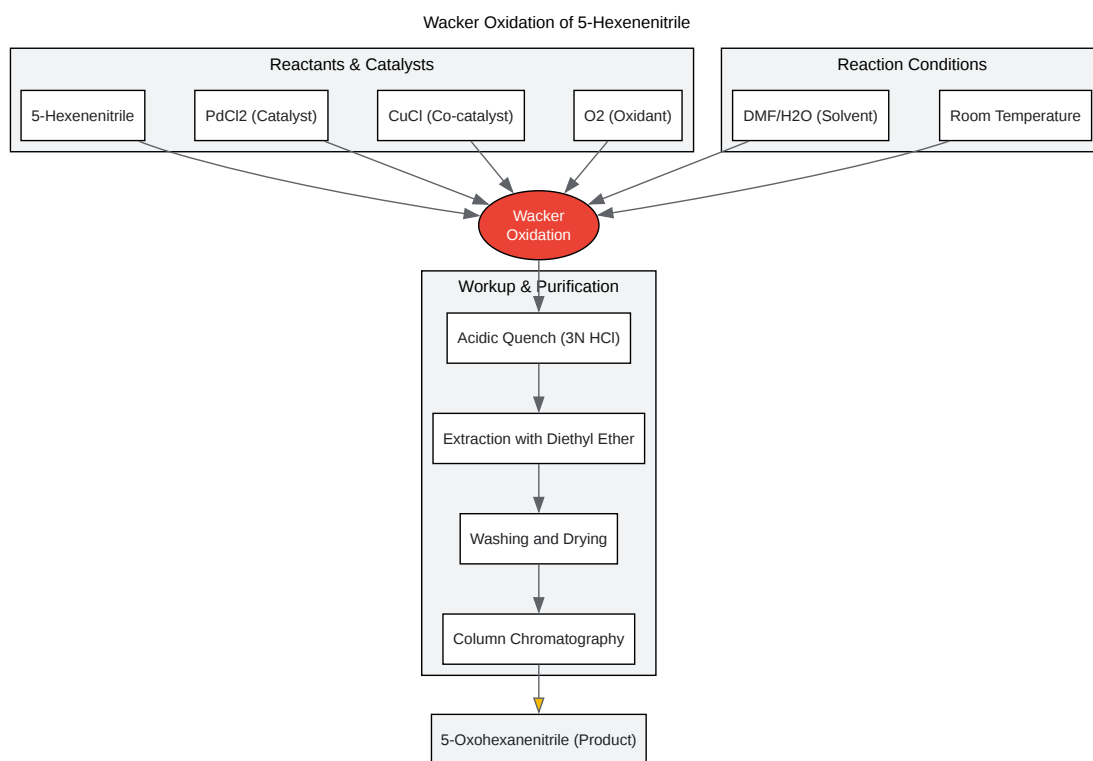 Wacker Oxidation of 5-Hexenenitrile
Reactants & Catalysts
Reaction Conditions
5-Hexenenitrile
PdCl2 (Catalyst)
CuCl (Co-catalyst)
O2 (Oxidant)
DMF/H2O (Solvent)
Room Temperature
Wacker
Oxidation
Workup & Purification
Acidic Quench (3N HCl)
Extraction with Diethyl Ether
Washing and Drying
Column Chromatography
5-Oxohexanenitrile (Product)